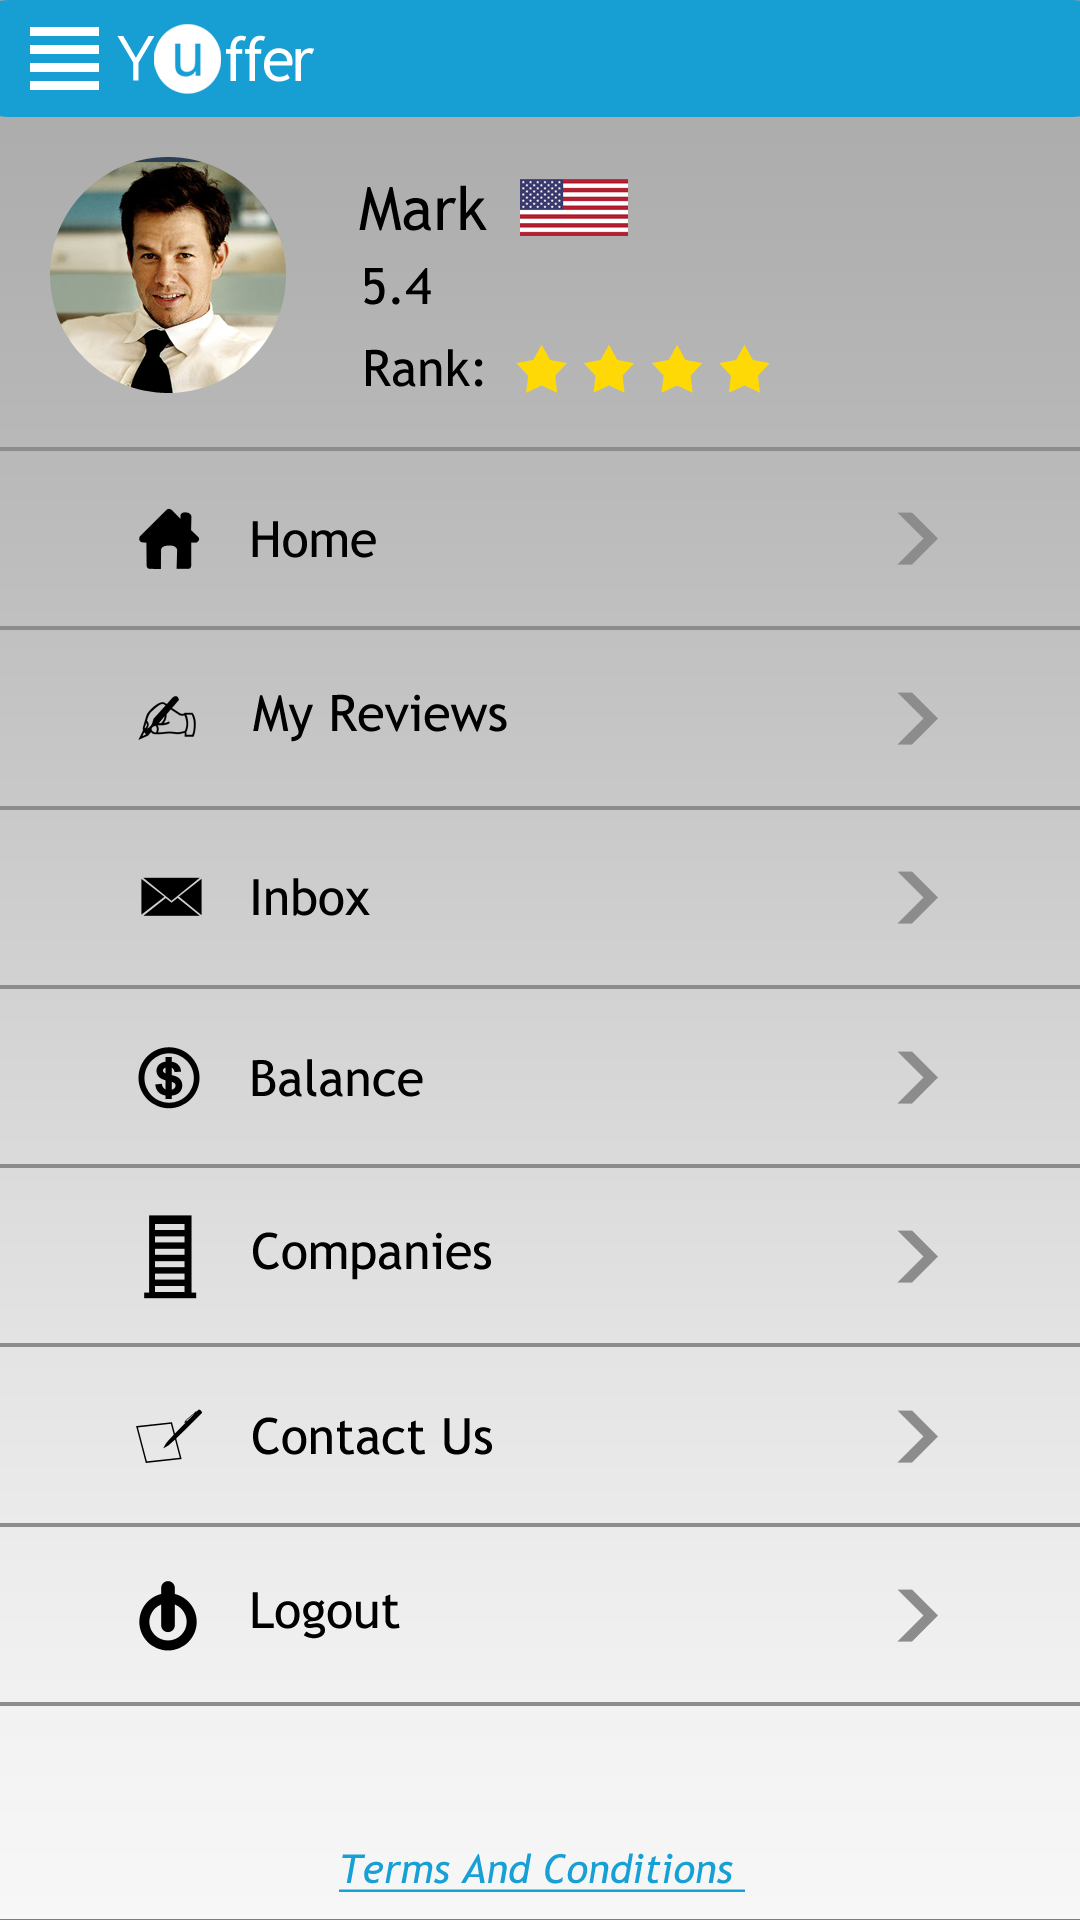 Yuffer
Mark
5.4
Rank:
Home
My Reviews
Inbox
Balance
Companies
Contact Us
Logout
Terms And Conditions